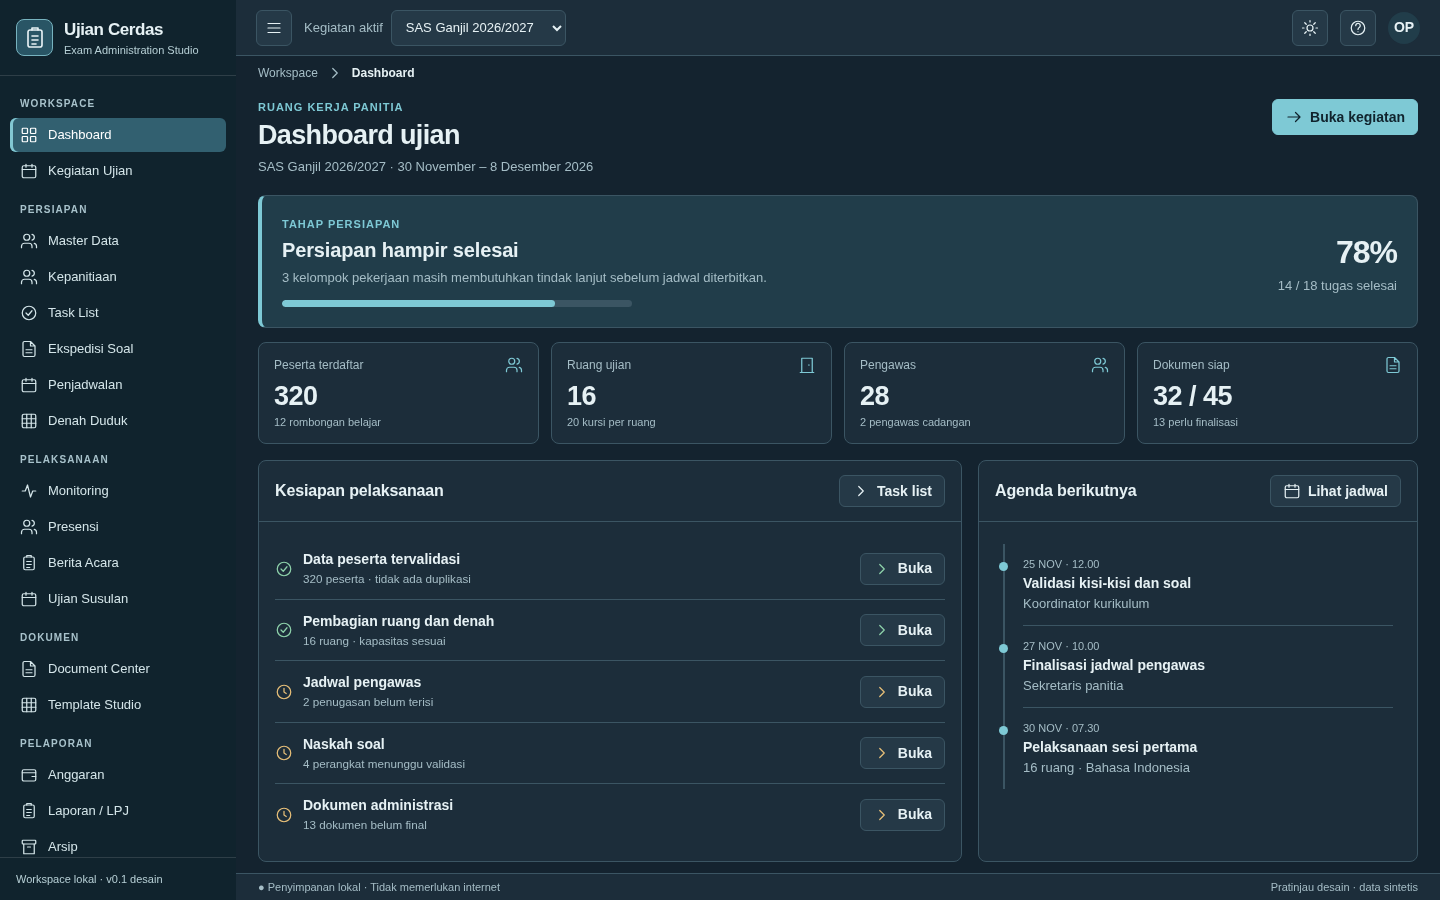 Ujian Cerdas
Exam Administration Studio
WORKSPACE
Dashboard
Kegiatan Ujian
PERSIAPAN
Master Data
Kepanitiaan
Task List
Ekspedisi Soal
Penjadwalan
Denah Duduk
PELAKSANAAN
Monitoring
Presensi
Berita Acara
Ujian Susulan
DOKUMEN
Document Center
Template Studio
PELAPORAN
Anggaran
Laporan / LPJ
Arsip
Workspace lokal · v0.1 desain
Kegiatan aktif
SAS Ganjil 2026/2027
OP
Workspace
Dashboard
RUANG KERJA PANITIA
Dashboard ujian
SAS Ganjil 2026/2027 · 30 November – 8 Desember 2026
Buka kegiatan
TAHAP PERSIAPAN
Persiapan hampir selesai
3 kelompok pekerjaan masih membutuhkan tindak lanjut sebelum jadwal diterbitkan.
78%
14 / 18 tugas selesai
Peserta terdaftar
320
12 rombongan belajar
Ruang ujian
16
20 kursi per ruang
Pengawas
28
2 pengawas cadangan
Dokumen siap
32 / 45
13 perlu finalisasi
Kesiapan pelaksanaan
Task list
Data peserta tervalidasi
320 peserta · tidak ada duplikasi
Buka
Pembagian ruang dan denah
16 ruang · kapasitas sesuai
Buka
Jadwal pengawas
2 penugasan belum terisi
Buka
Naskah soal
4 perangkat menunggu validasi
Buka
Dokumen administrasi
13 dokumen belum final
Buka
Agenda berikutnya
Lihat jadwal
25 NOV · 12.00
Validasi kisi-kisi dan soal
Koordinator kurikulum
27 NOV · 10.00
Finalisasi jadwal pengawas
Sekretaris panitia
30 NOV · 07.30
Pelaksanaan sesi pertama
16 ruang · Bahasa Indonesia
● Penyimpanan lokal · Tidak memerlukan internet
Pratinjau desain · data sintetis